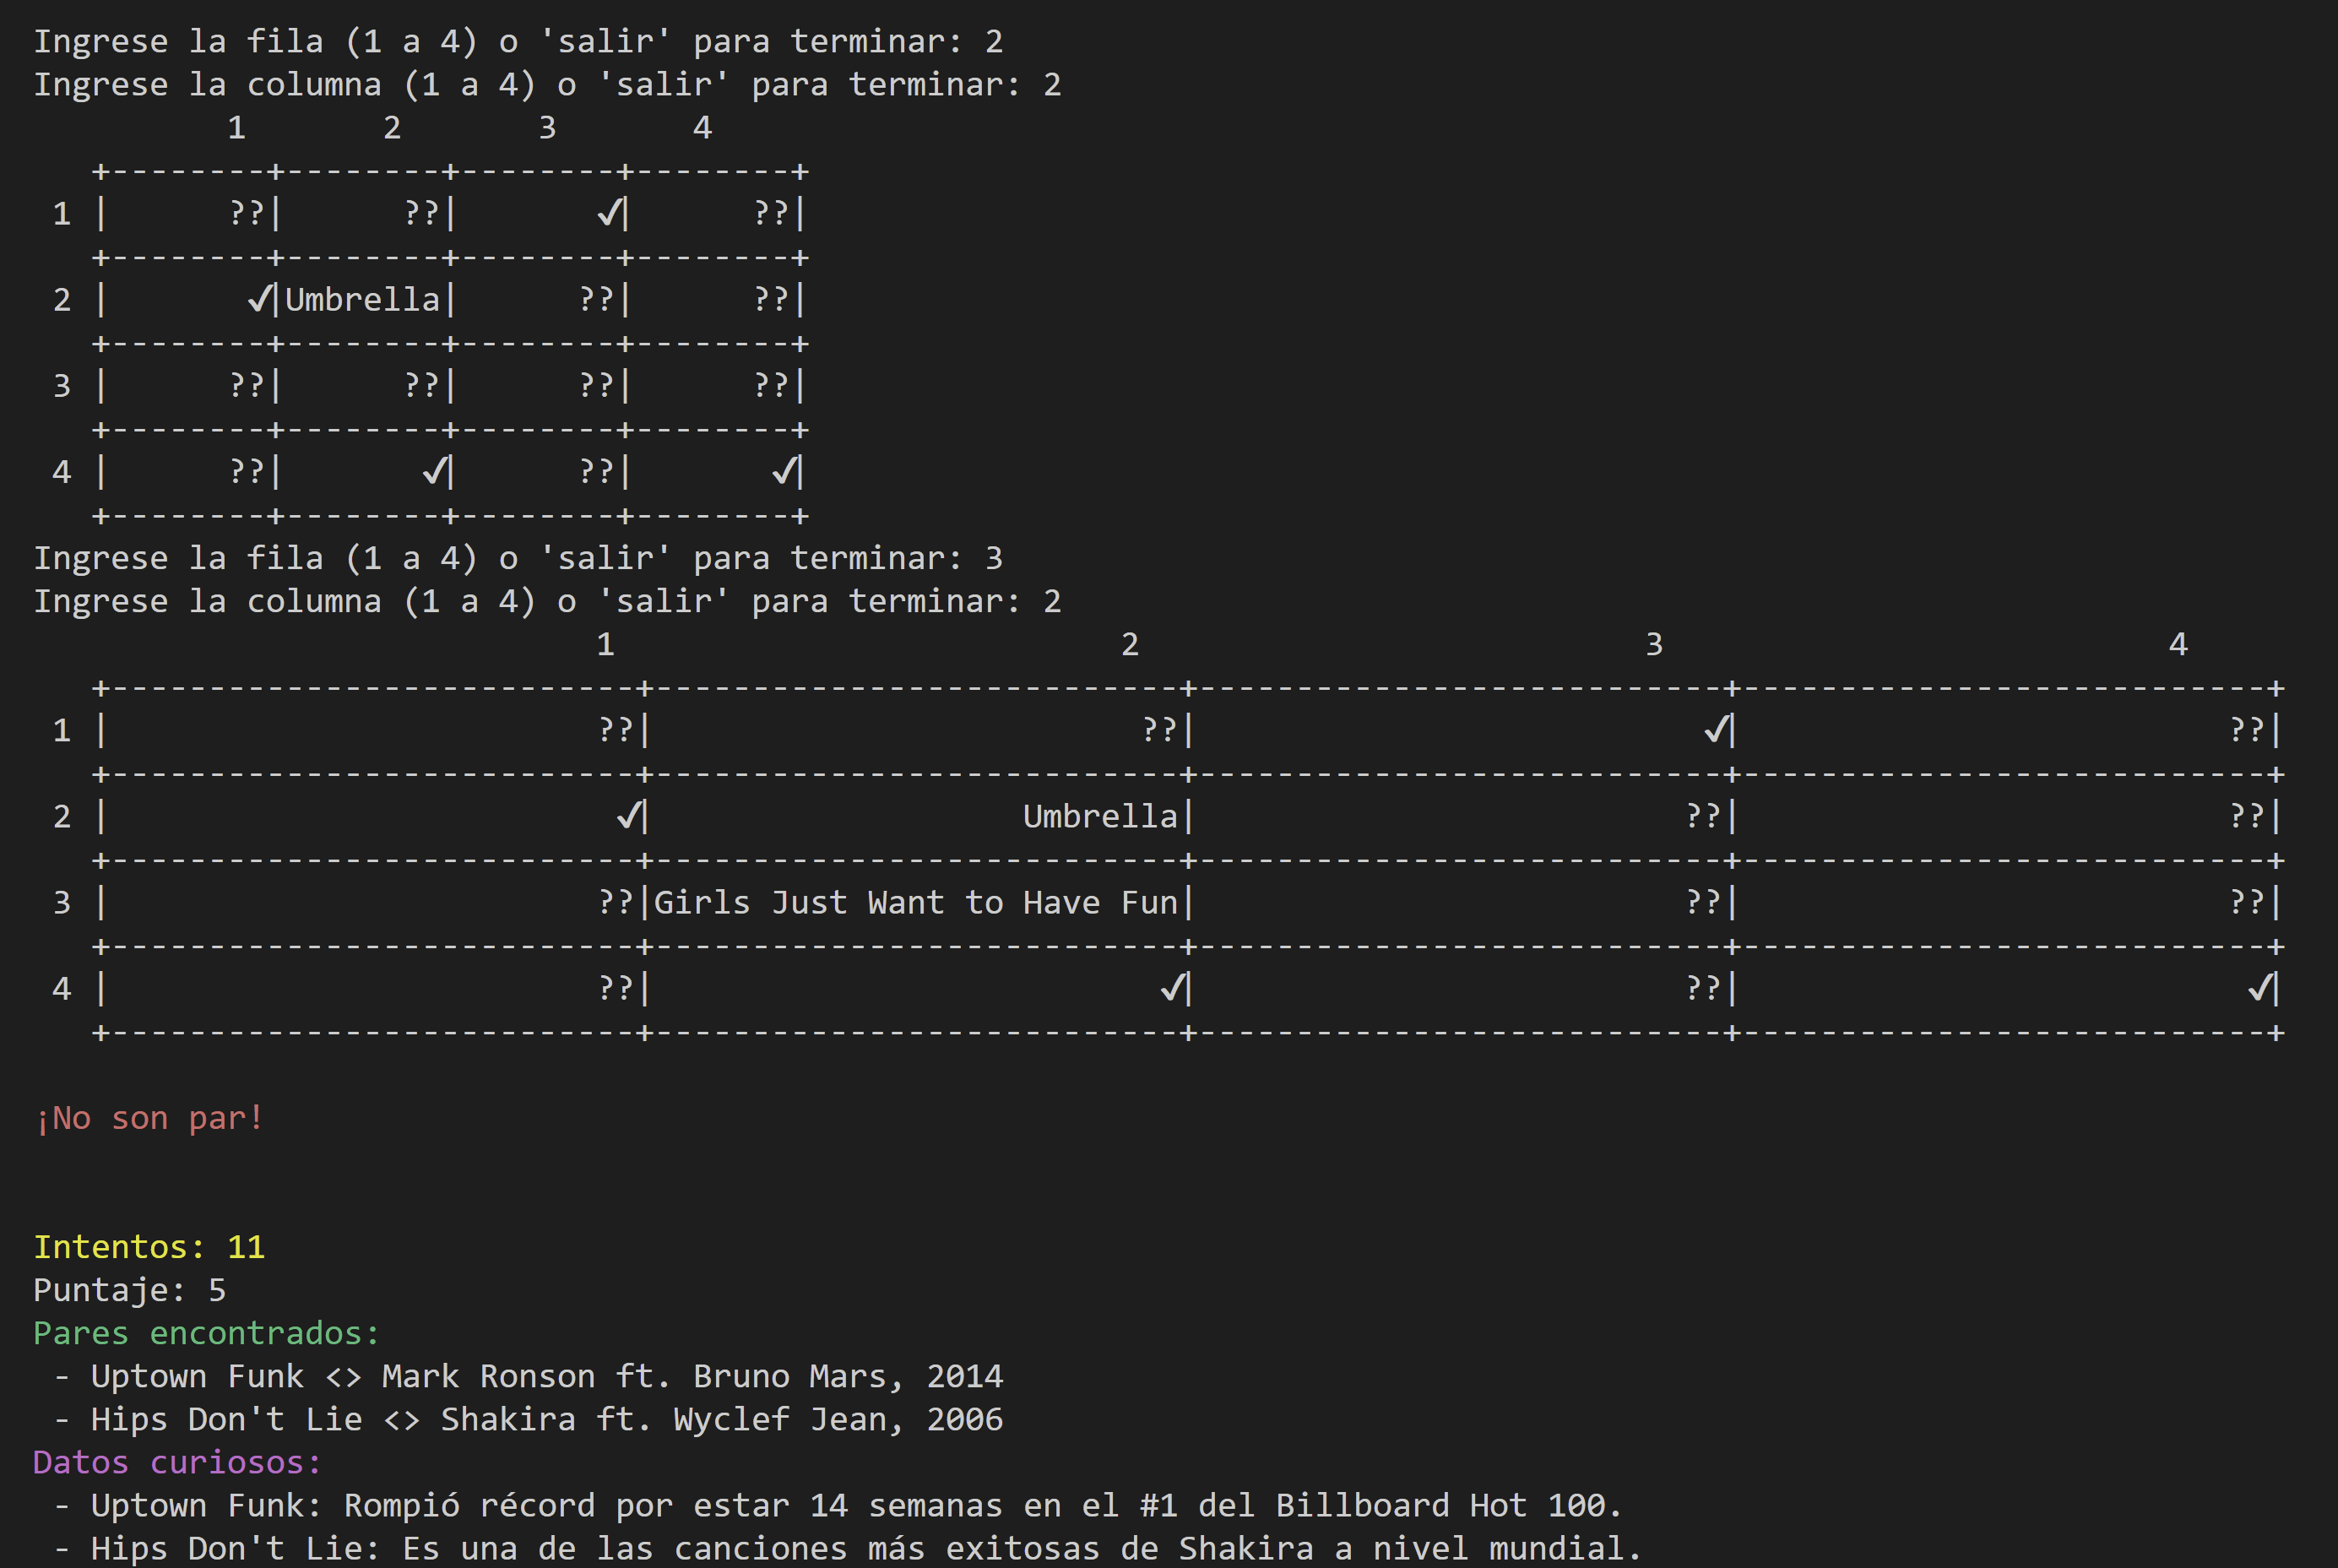 Ingrese la fila (1 a 4) o 'salir' para terminar: 2
Ingrese la columna (1 a 4) o 'salir' para terminar: 2
          1       2       3       4
   +--------+--------+--------+--------+
 1 |      ??|      ??|       ✓|      ??|
   +--------+--------+--------+--------+
 2 |       ✓|Umbrella|      ??|      ??|
   +--------+--------+--------+--------+
 3 |      ??|      ??|      ??|      ??|
   +--------+--------+--------+--------+
 4 |      ??|       ✓|      ??|       ✓|
   +--------+--------+--------+--------+
Ingrese la fila (1 a 4) o 'salir' para terminar: 3
Ingrese la columna (1 a 4) o 'salir' para terminar: 2
                             1                          2                          3                          4
   +---------------------------+---------------------------+---------------------------+---------------------------+
 1 |                         ??|                         ??|                          ✓|                         ??|
   +---------------------------+---------------------------+---------------------------+---------------------------+
 2 |                          ✓|                   Umbrella|                         ??|                         ??|
   +---------------------------+---------------------------+---------------------------+---------------------------+
 3 |                         ??|Girls Just Want to Have Fun|                         ??|                         ??|
   +---------------------------+---------------------------+---------------------------+---------------------------+
 4 |                         ??|                          ✓|                         ??|                          ✓|
   +---------------------------+---------------------------+---------------------------+---------------------------+
¡No son par!
Intentos: 11
Puntaje: 5
Pares encontrados:
 - Uptown Funk <> Mark Ronson ft. Bruno Mars, 2014
 - Hips Don't Lie <> Shakira ft. Wyclef Jean, 2006
Datos curiosos:
 - Uptown Funk: Rompió récord por estar 14 semanas en el #1 del Billboard Hot 100.
 - Hips Don't Lie: Es una de las canciones más exitosas de Shakira a nivel mundial.